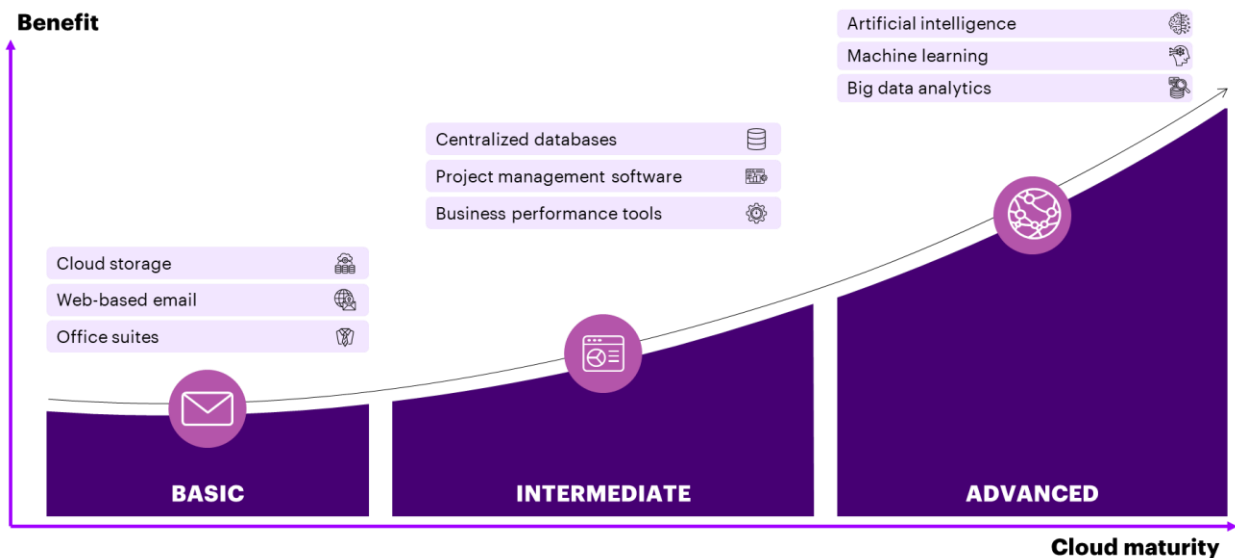 Benefit
Artificial intelligence
Machine learning
Big data analytics
Centralized databases
Project management software
Business performance tools
Cloud storage
Web-based email
Office suites
BASIC
INTERMEDIATE
ADVANCED
Cloud maturity